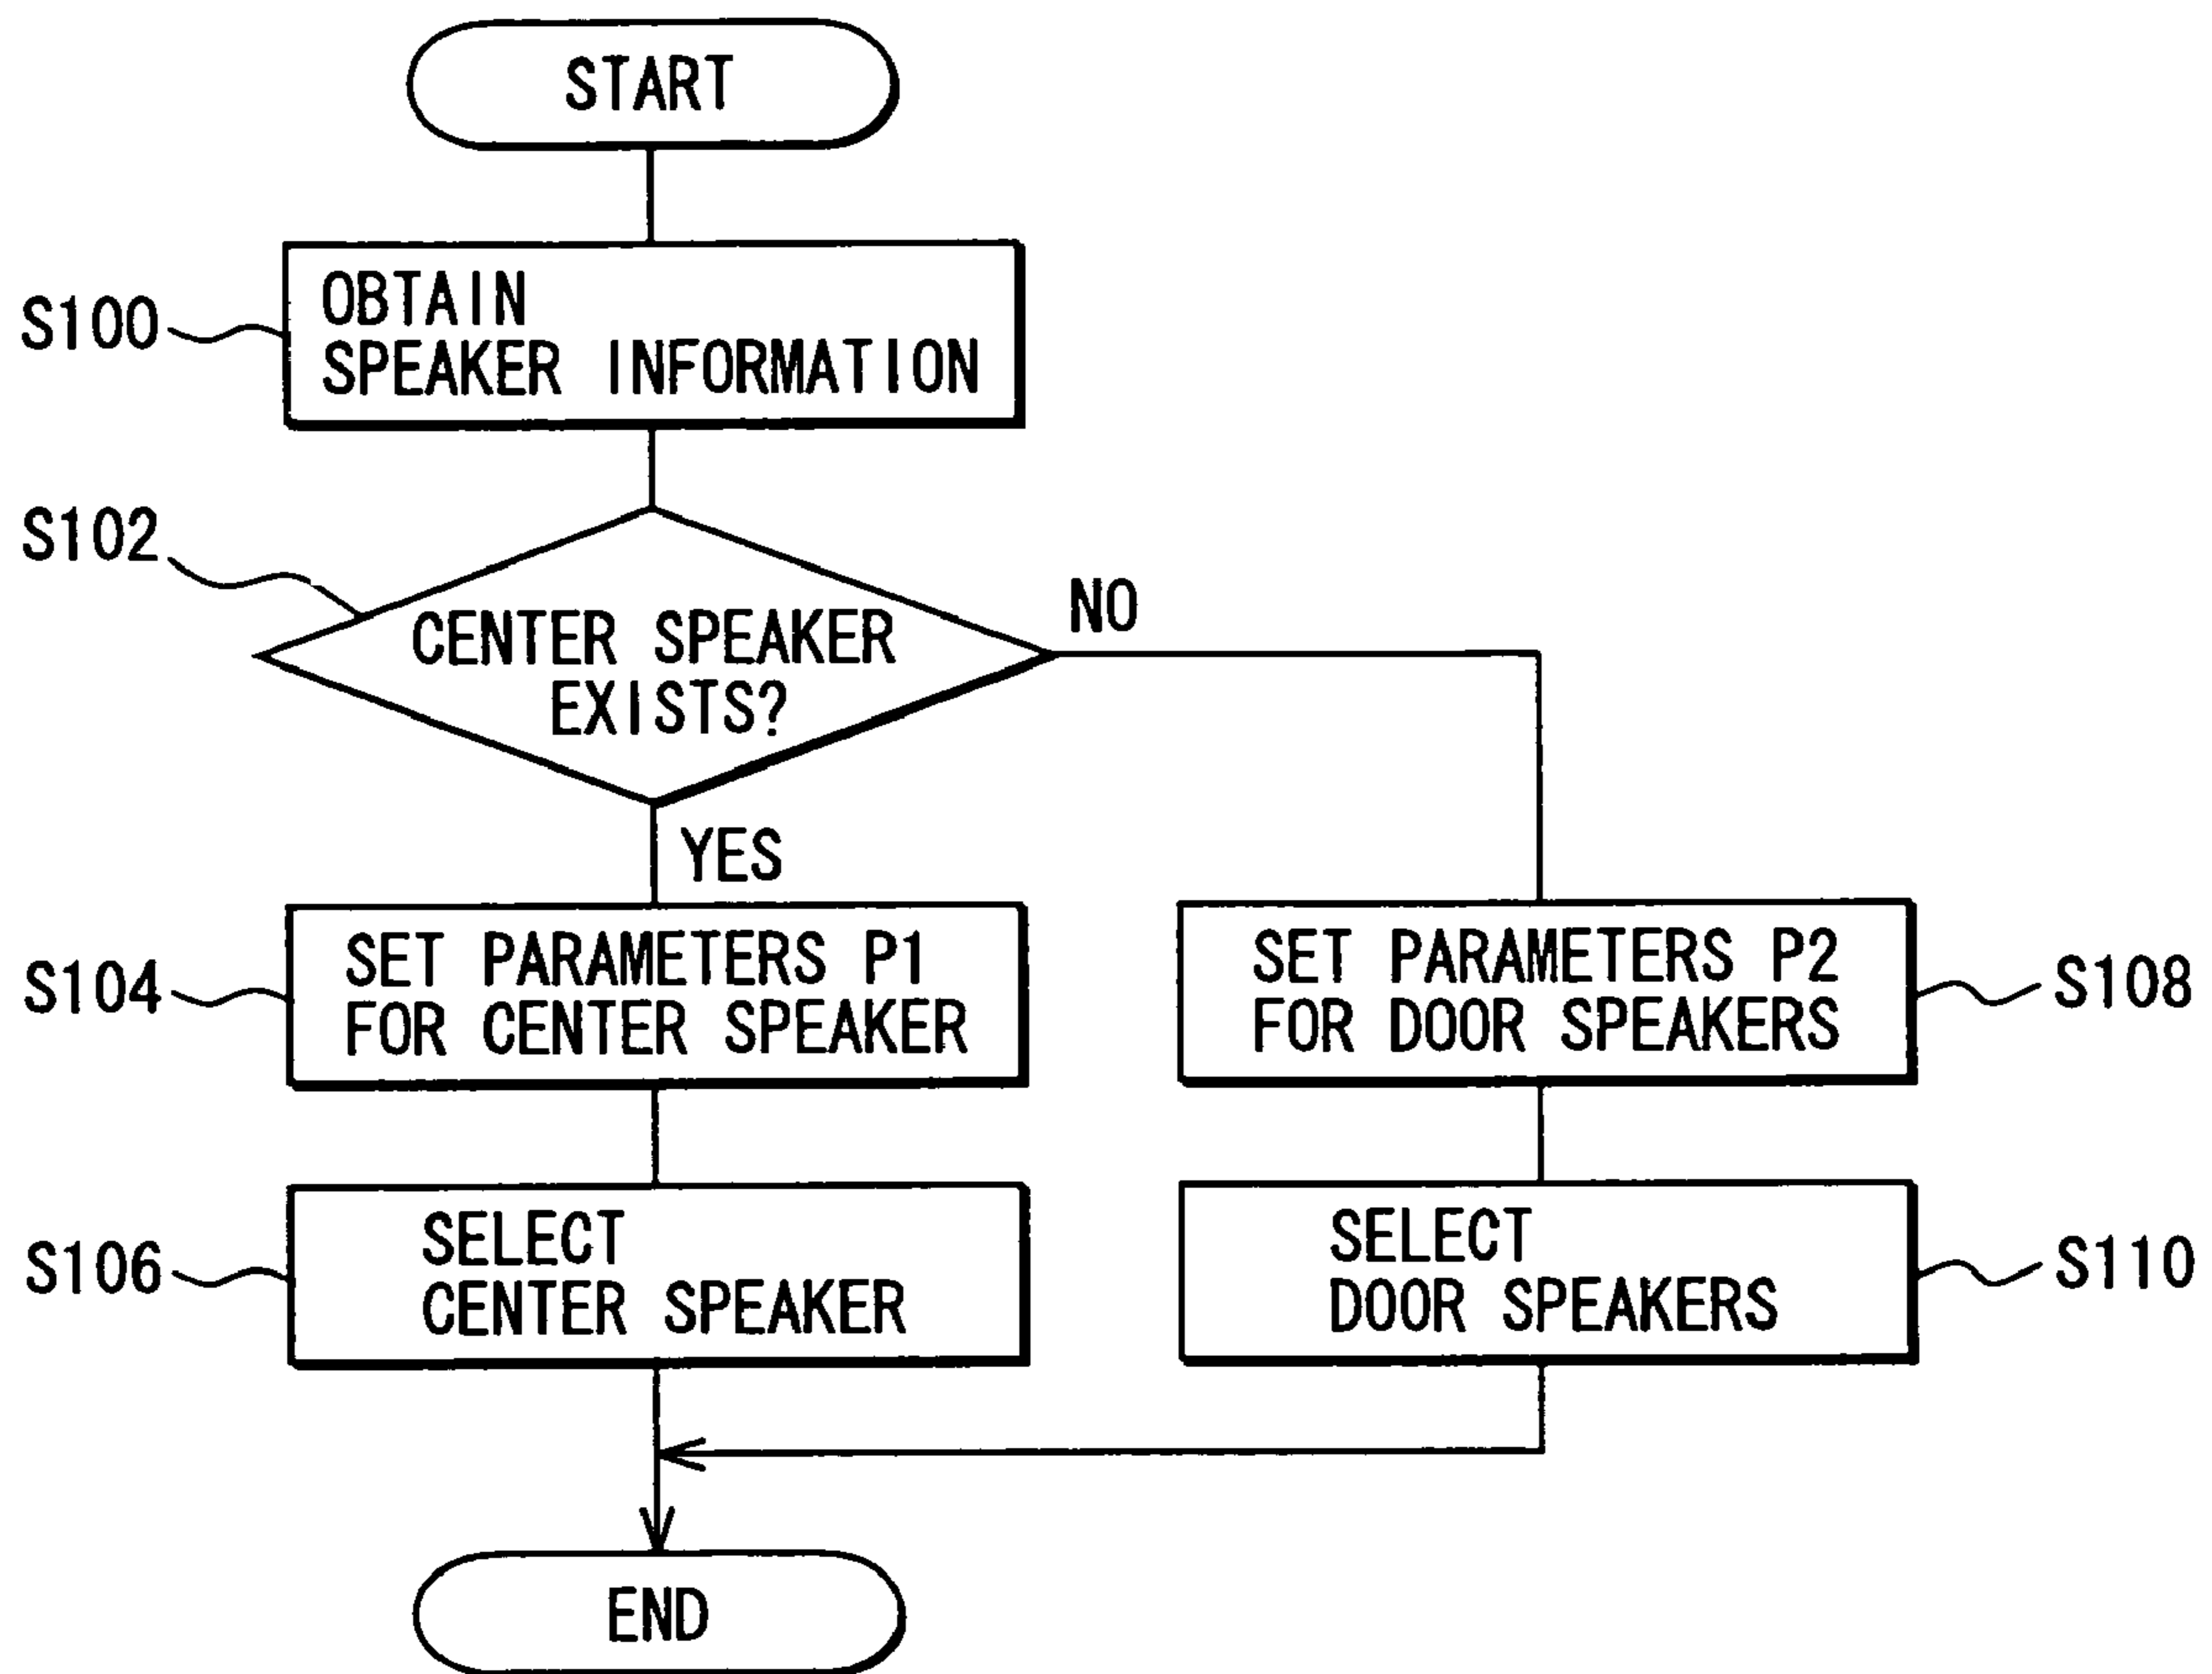 START
S100
OBTAIN
SPEAKER INFORMATION
S102
CENTER SPEAKER
EXISTS?
NO
YES
S104
SET PARAMETERS P1
FOR CENTER SPEAKER
SET PARAMETERS P2
FOR DOOR SPEAKERS
S108
S106
SELECT
CENTER SPEAKER
SELECT
DOOR SPEAKERS
S110
END